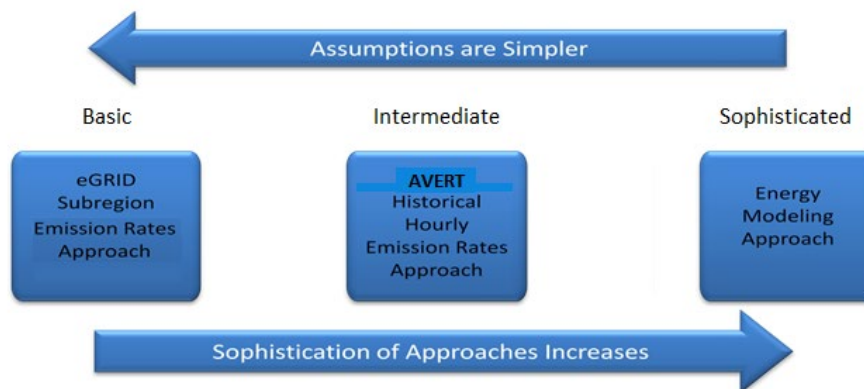 Assumptions are Simpler
Basic
Intermediate
Sophisticated
eGRID
Subregion
Emission Rates
Approach
AVERT
Historical
Hourly
Emission Rates
Approach
Energy
Modeling
Approach
Sophistication of Approaches Increases